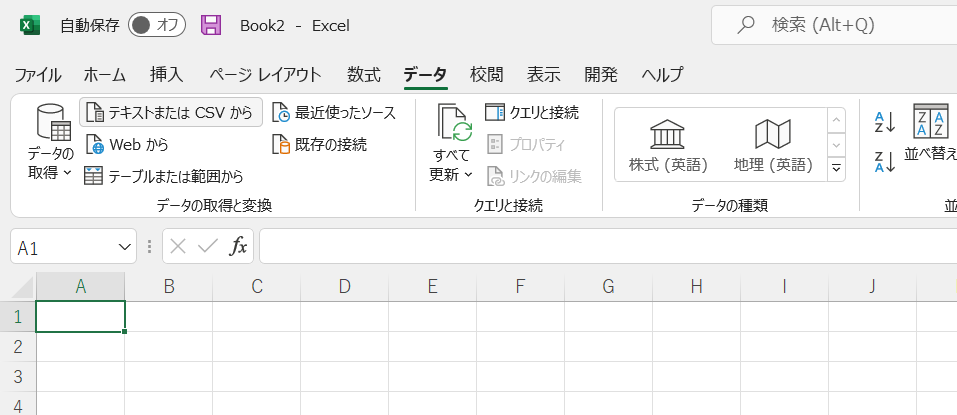 自動保存 オフ Book2 - Excel 検索 (Alt+Q)
ファイル ホーム 挿入 ページ レイアウト 数式 データ 校閲 表示 開発 ヘルプ
データの
取得
テキストまたは CSV から
Web から
テーブルまたは範囲から
最近使ったソース
既存の接続
データの取得と変換
すべて
更新
クエリと接続
プロパティ
リンクの編集
クエリと接続
株式 (英語) 地理 (英語)
データの種類
並べ替え
A1
fx
A B C D E F G H I J
1
2
3
4